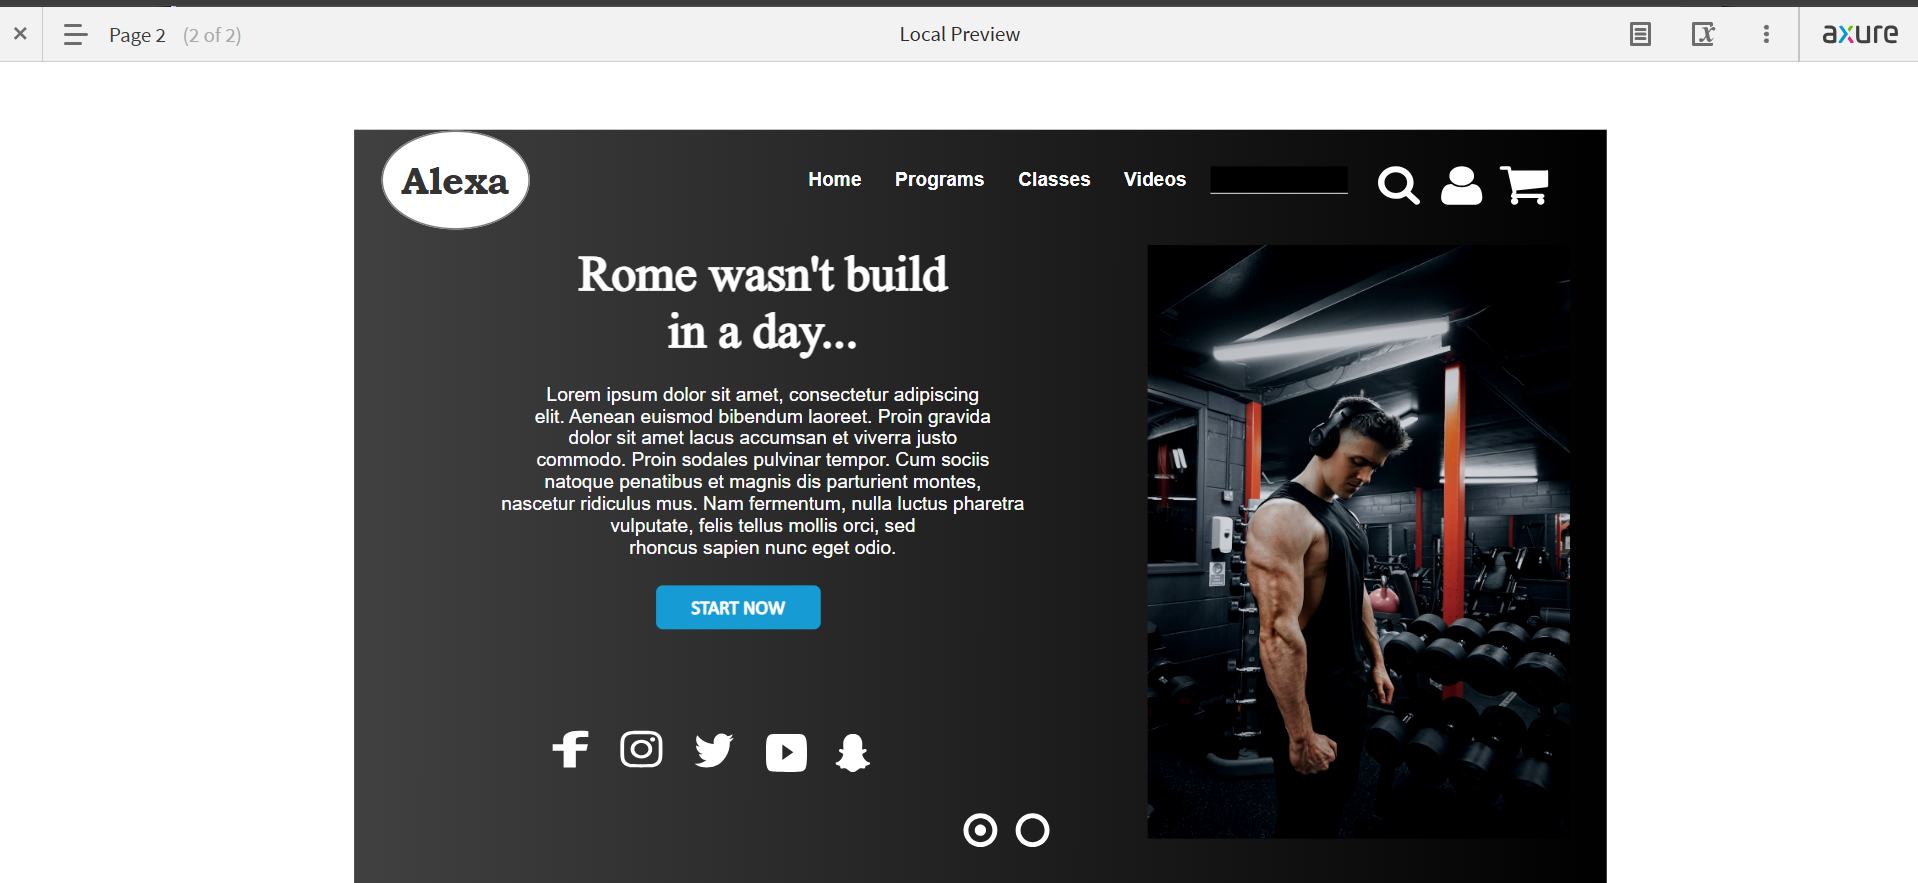 Page 2 (2 of 2)
Local Preview
axure
Alexa
Home Programs Classes Videos
Rome wasn't build
in a day...
Lorem ipsum dolor sit amet, consectetur adipiscing
elit. Aenean euismod bibendum laoreet. Proin gravida
dolor sit amet lacus accumsan et viverra justo
commodo. Proin sodales pulvinar tempor. Cum sociis
natoque penatibus et magnis dis parturient montes,
nascetur ridiculus mus. Nam fermentum, nulla luctus pharetra
vulputate, felis tellus mollis orci, sed
rhoncus sapien nunc eget odio.
START NOW